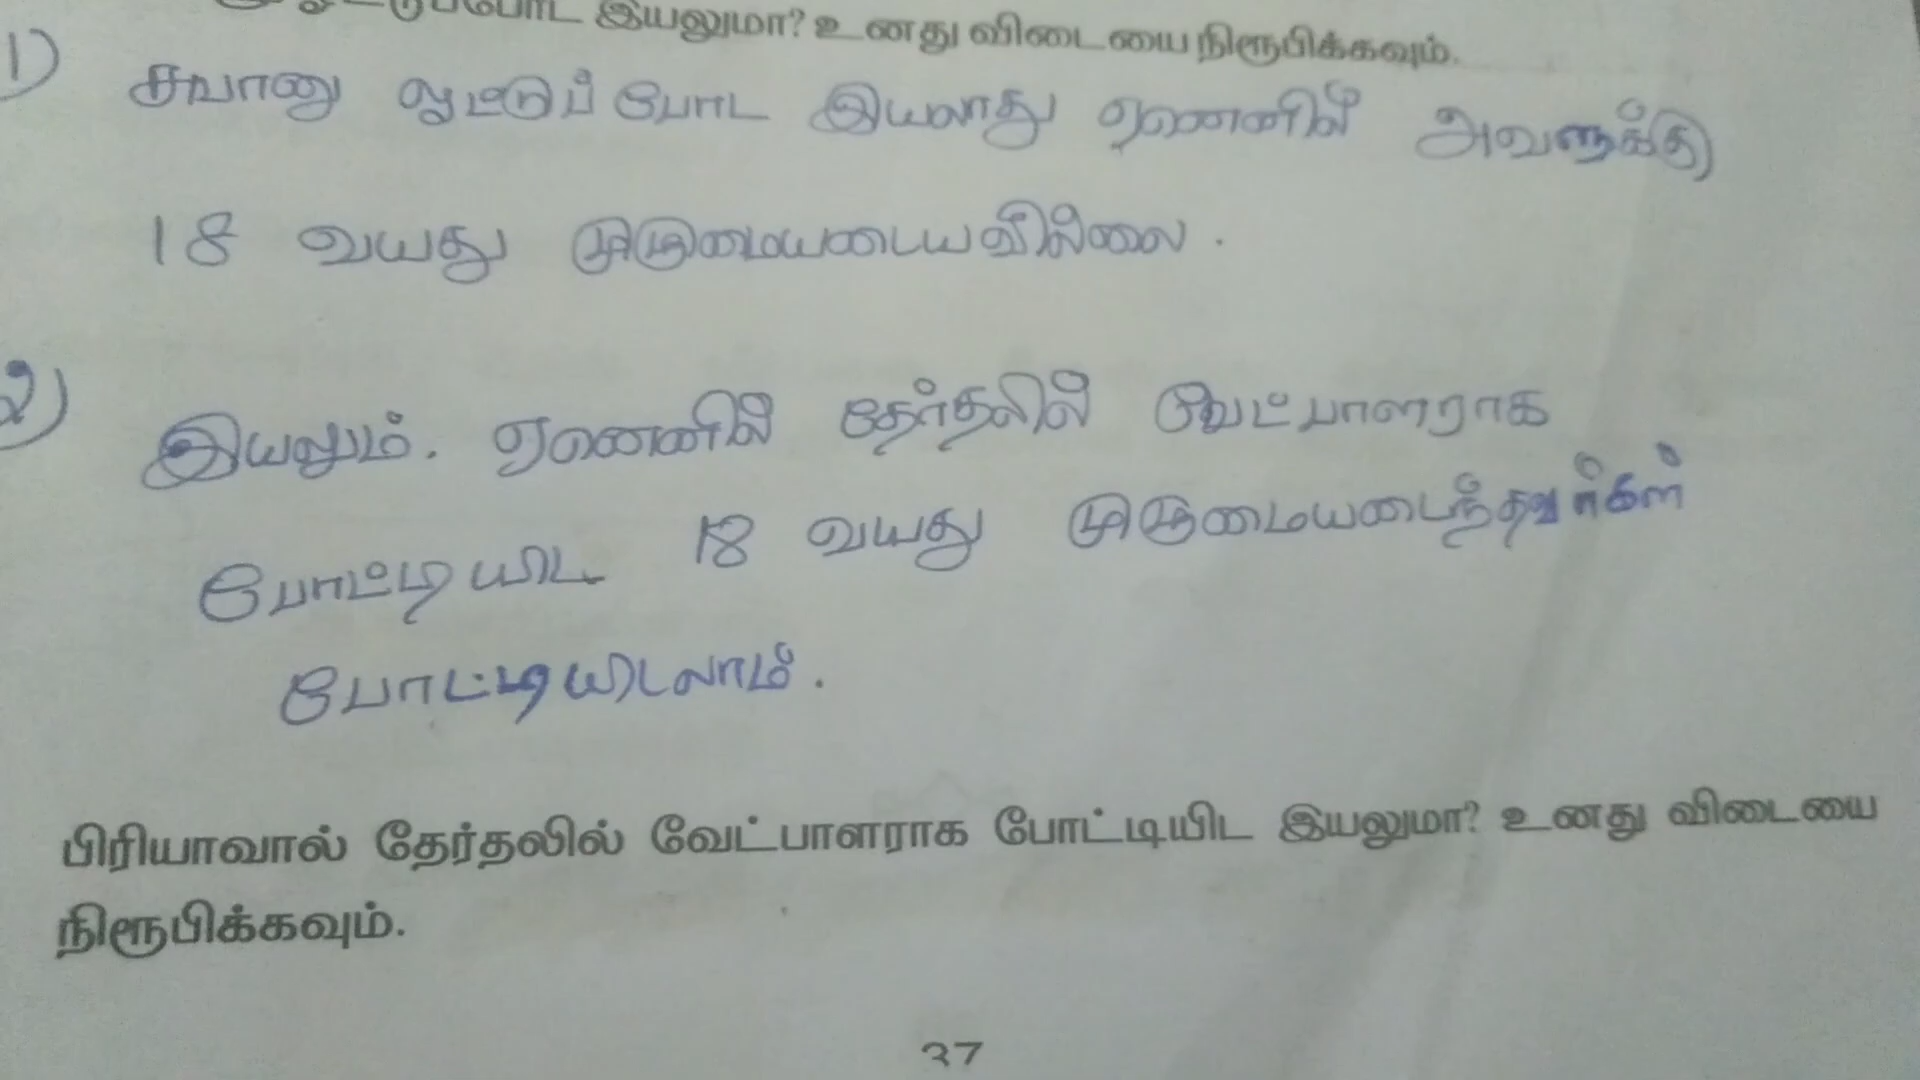 இயலுமா? உனது விடையை நிரூபிக்கவும்.
1) சுவானு ஓட்டுப் போட இயலாது ஏனெனில் அவளுக்கு
18 வயது முழுமையடையவில்லை.
2) இயலும். ஏனெனில் தேர்தலில் வேட்பாளராக
போட்டியிட 18 வயது முழுமையடைந்தவர்கள்
போட்டியிடலாம்.
பிரியாவால் தேர்தலில் வேட்பாளராக போட்டியிட இயலுமா? உனது விடையை
நிரூபிக்கவும்.
37